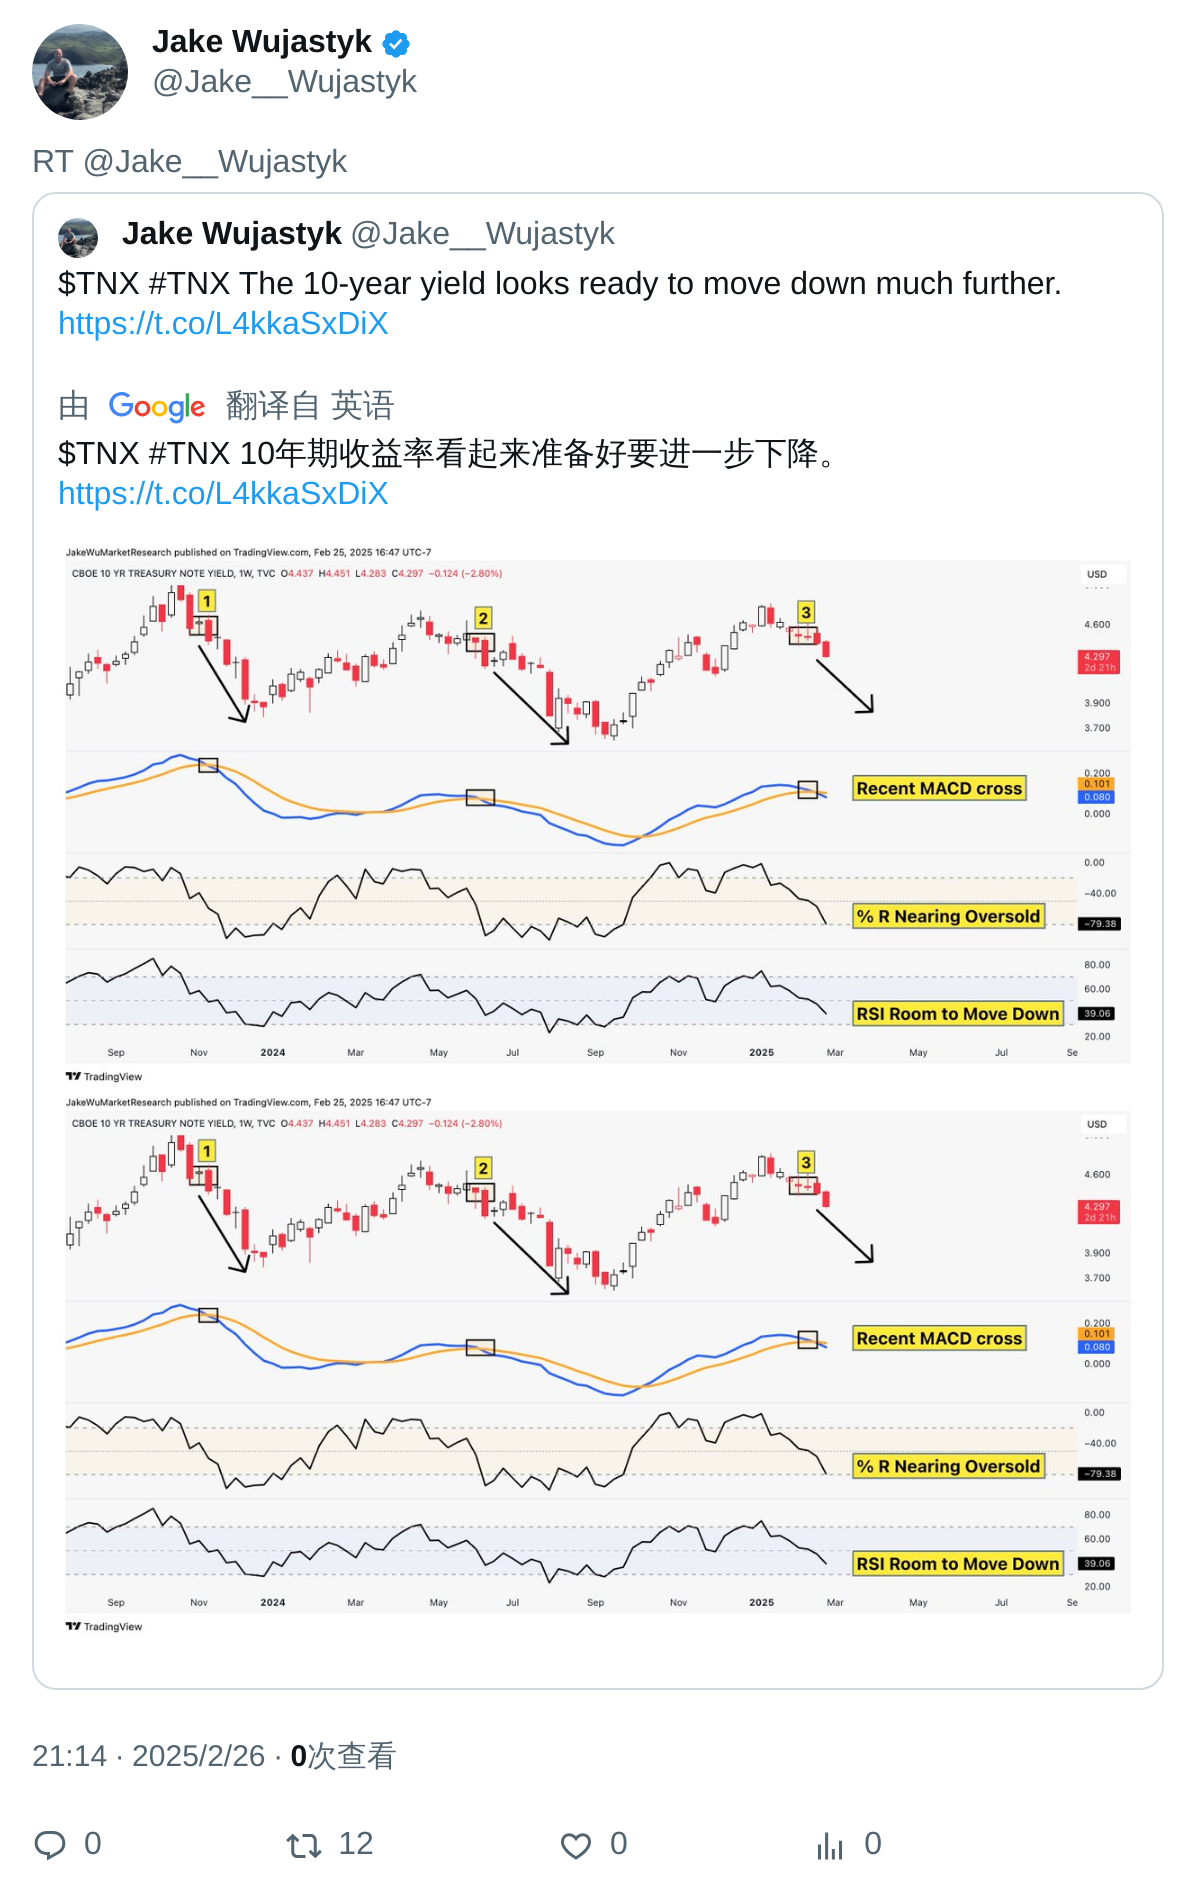 Jake Wujastyk
@Jake__Wujastyk
RT @Jake__Wujastyk
Jake Wujastyk @Jake__Wujastyk
$TNX #TNX The 10-year yield looks ready to move down much further.
https://t.co/L4kkaSxDiX
由 Google 翻译自 英语
$TNX #TNX 10年期收益率看起来准备好要进一步下降。
https://t.co/L4kkaSxDiX
JakeWuMarketResearch published on TradingView.com, Feb 25, 2025 16:47 UTC-7
CBOE 10 YR TREASURY NOTE YIELD, 1W, TVC O4.437 H4.451 L4.283 C4.297 −0.124 (−2.80%)
USD
1
2
3
4.600
4.297
2d 21h
3.900
3.700
Recent MACD cross
0.200
0.101
0.080
0.000
0.00
−40.00
% R Nearing Oversold
−79.38
80.00
60.00
RSI Room to Move Down
39.06
20.00
Sep Nov 2024 Mar May Jul Sep Nov 2025 Mar May Jul Se
TradingView
JakeWuMarketResearch published on TradingView.com, Feb 25, 2025 16:47 UTC-7
CBOE 10 YR TREASURY NOTE YIELD, 1W, TVC O4.437 H4.451 L4.283 C4.297 −0.124 (−2.80%)
USD
1
2
3
4.600
4.297
2d 21h
3.900
3.700
Recent MACD cross
0.200
0.101
0.080
0.000
0.00
−40.00
% R Nearing Oversold
−79.38
80.00
60.00
RSI Room to Move Down
39.06
20.00
Sep Nov 2024 Mar May Jul Sep Nov 2025 Mar May Jul Se
TradingView
21:14 · 2025/2/26 · 0次查看
0 12 0 0